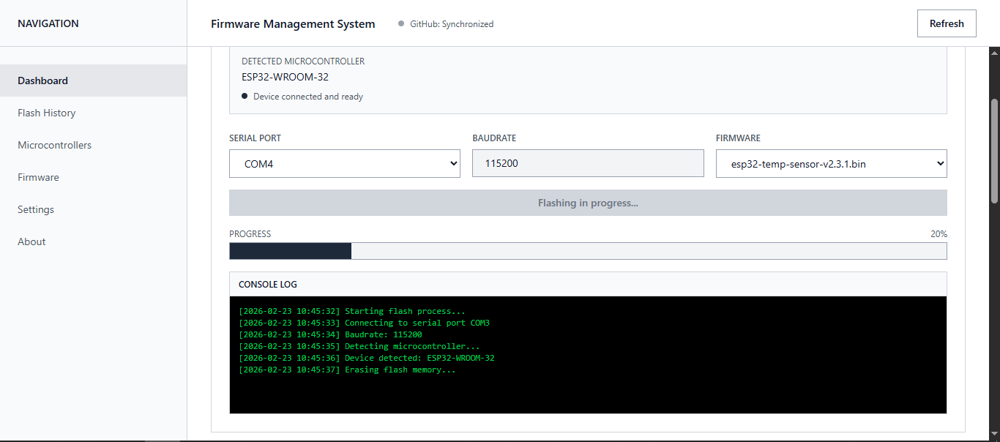 NAVIGATION
Firmware Management System
GitHub: Synchronized
Refresh
Dashboard
Flash History
Microcontrollers
Firmware
Settings
About
DETECTED MICROCONTROLLER
ESP32-WROOM-32
Device connected and ready
SERIAL PORT
BAUDRATE
FIRMWARE
COM4
115200
esp32-temp-sensor-v2.3.1.bin
Flashing in progress...
PROGRESS
20%
CONSOLE LOG
[2026-02-23 10:45:32] Starting flash process...
[2026-02-23 10:45:33] Connecting to serial port COM3
[2026-02-23 10:45:34] Baudrate: 115200
[2026-02-23 10:45:35] Detecting microcontroller...
[2026-02-23 10:45:36] Device detected: ESP32-WROOM-32
[2026-02-23 10:45:37] Erasing flash memory...